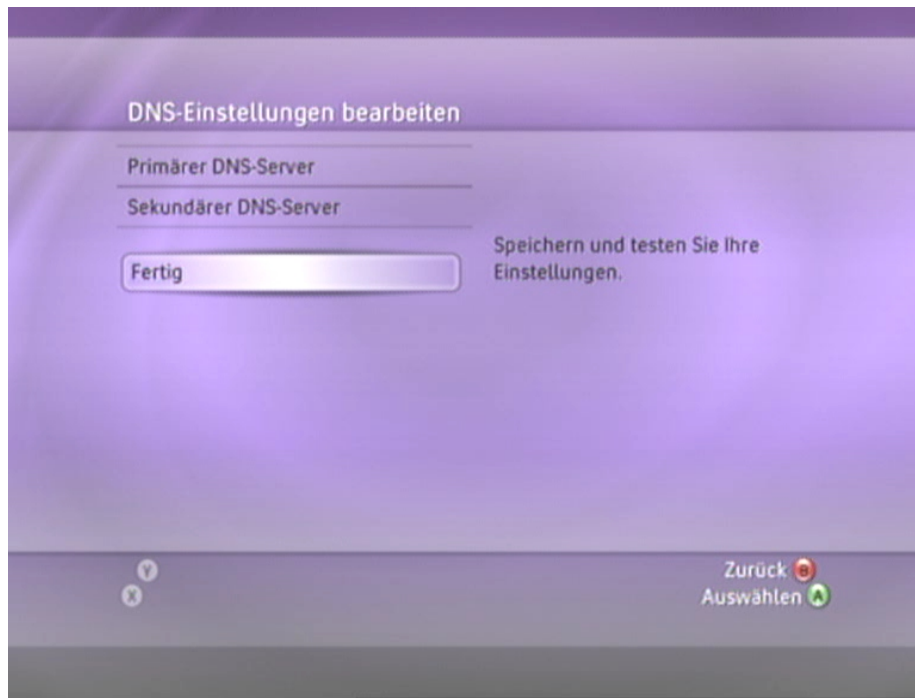 DNS-Einstellungen bearbeiten
Primärer DNS-Server
Sekundärer DNS-Server
Fertig
Speichern und testen Sie Ihre
Einstellungen.
Y
X
Zurück B
Auswählen A